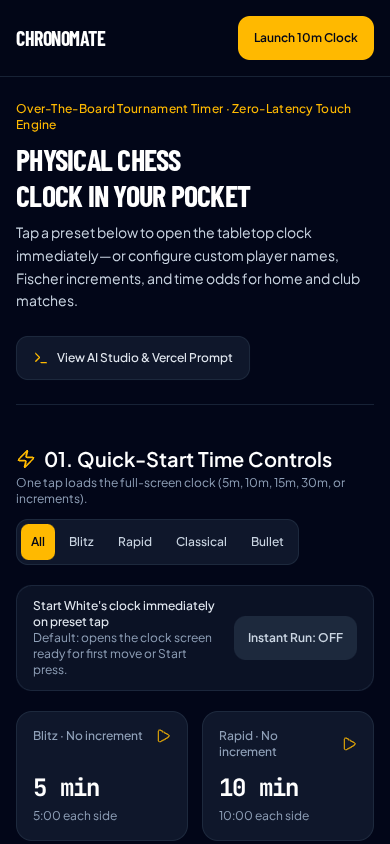 CHRONOMATE
Launch 10m Clock
Over-The-Board Tournament Timer · Zero-Latency Touch
Engine
PHYSICAL CHESS
CLOCK IN YOUR POCKET
Tap a preset below to open the tabletop clock
immediately—or configure custom player names,
Fischer increments, and time odds for home and club
matches.
View AI Studio & Vercel Prompt
01. Quick-Start Time Controls
One tap loads the full-screen clock (5m, 10m, 15m, 30m, or
increments).
All
Blitz
Rapid
Classical
Bullet
Start White's clock immediately
on preset tap
Default: opens the clock screen
ready for first move or Start
press.
Instant Run: OFF
Blitz · No increment
5 min
5:00 each side
Rapid · No
increment
10 min
10:00 each side